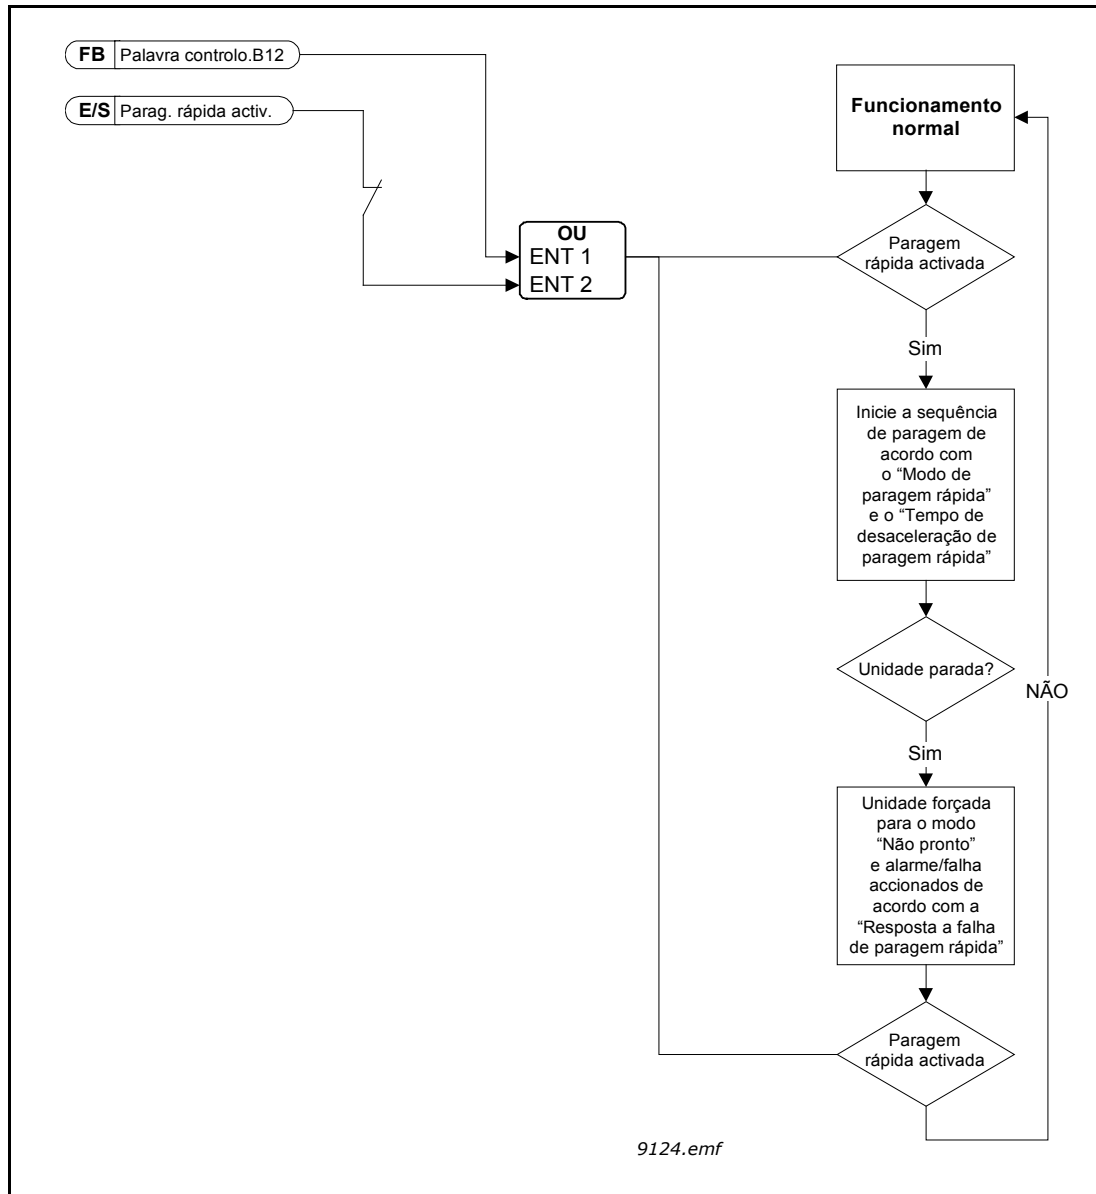 FB Palavra controlo.B12
E/S Parag. rápida activ.
OU
ENT 1
ENT 2
Funcionamento
normal
Paragem
rápida activada
Sim
Inicie a sequência
de paragem de
acordo com
o “Modo de
paragem rápida”
e o “Tempo de
desaceleração de
paragem rápida”
Unidade parada?
NÃO
Sim
Unidade forçada
para o modo
“Não pronto”
e alarme/falha
accionados de
acordo com a
“Resposta a falha
de paragem rápida”
Paragem
rápida activada
9124.emf